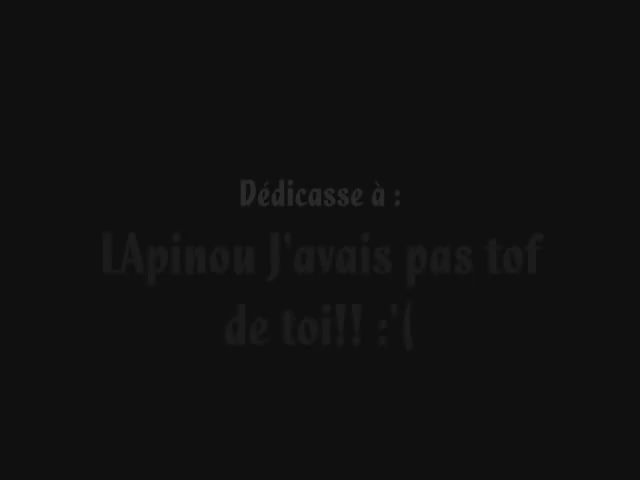 Dédicasse à :
LApinou J'avais pas tof
de toi!! :'(